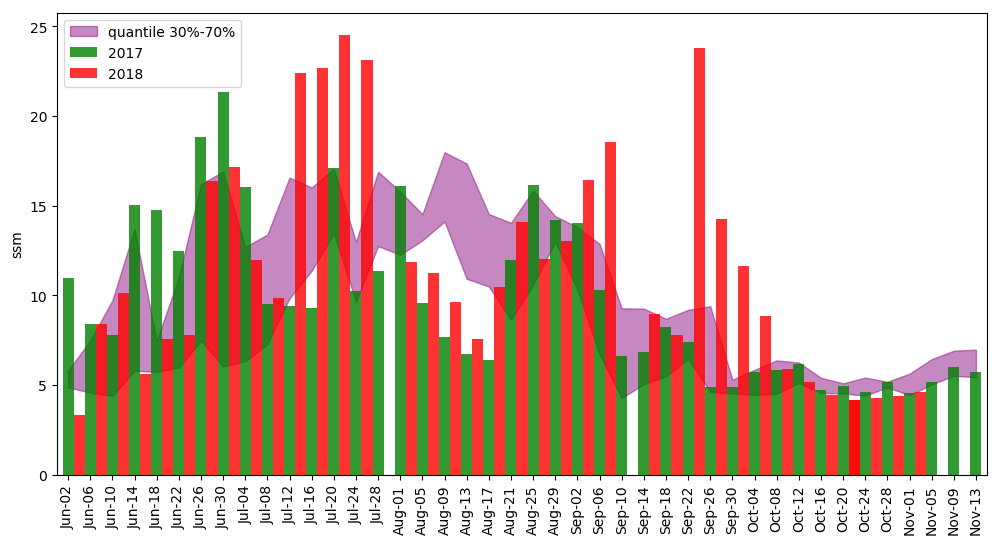 25
20
15
10
5
0
ssm
quantile 30%-70%
2017
2018
Jun-02
Jun-06
Jun-10
Jun-14
Jun-18
Jun-22
Jun-26
Jun-30
Jul-04
Jul-08
Jul-12
Jul-16
Jul-20
Jul-24
Jul-28
Aug-01
Aug-05
Aug-09
Aug-13
Aug-17
Aug-21
Aug-25
Aug-29
Sep-02
Sep-06
Sep-10
Sep-14
Sep-18
Sep-22
Sep-26
Sep-30
Oct-04
Oct-08
Oct-12
Oct-16
Oct-20
Oct-24
Oct-28
Nov-01
Nov-05
Nov-09
Nov-13